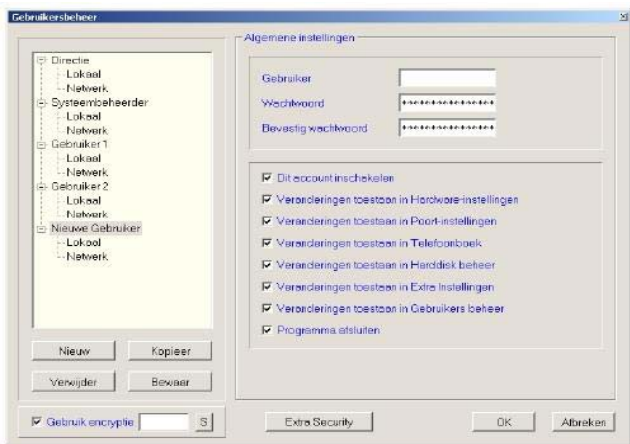 Gebruikersbeheer
Directie
Lokaal
Netwerk
Systeembeheerder
Lokaal
Netwerk
Gebruiker 1
Lokaal
Netwerk
Gebruiker 2
Lokaal
Netwerk
Nieuwe Gebruiker
Lokaal
Netwerk
Nieuw
Kopieer
Verwijder
Bewaar
Gebruik encryptie
S
Algemene instellingen
Gebruiker
Wachtwoord ****************
Bevestig wachtwoord ****************
Dit account inschakelen
Veranderingen toestaan in Hardware-instellingen
Veranderingen toestaan in Poort-instellingen
Veranderingen toestaan in Telefoonboek
Veranderingen toestaan in Harddisk beheer
Veranderingen toestaan in Extra Instellingen
Veranderingen toestaan in Gebruikers beheer
Programma afsluiten
Extra Security
OK
Afbreken